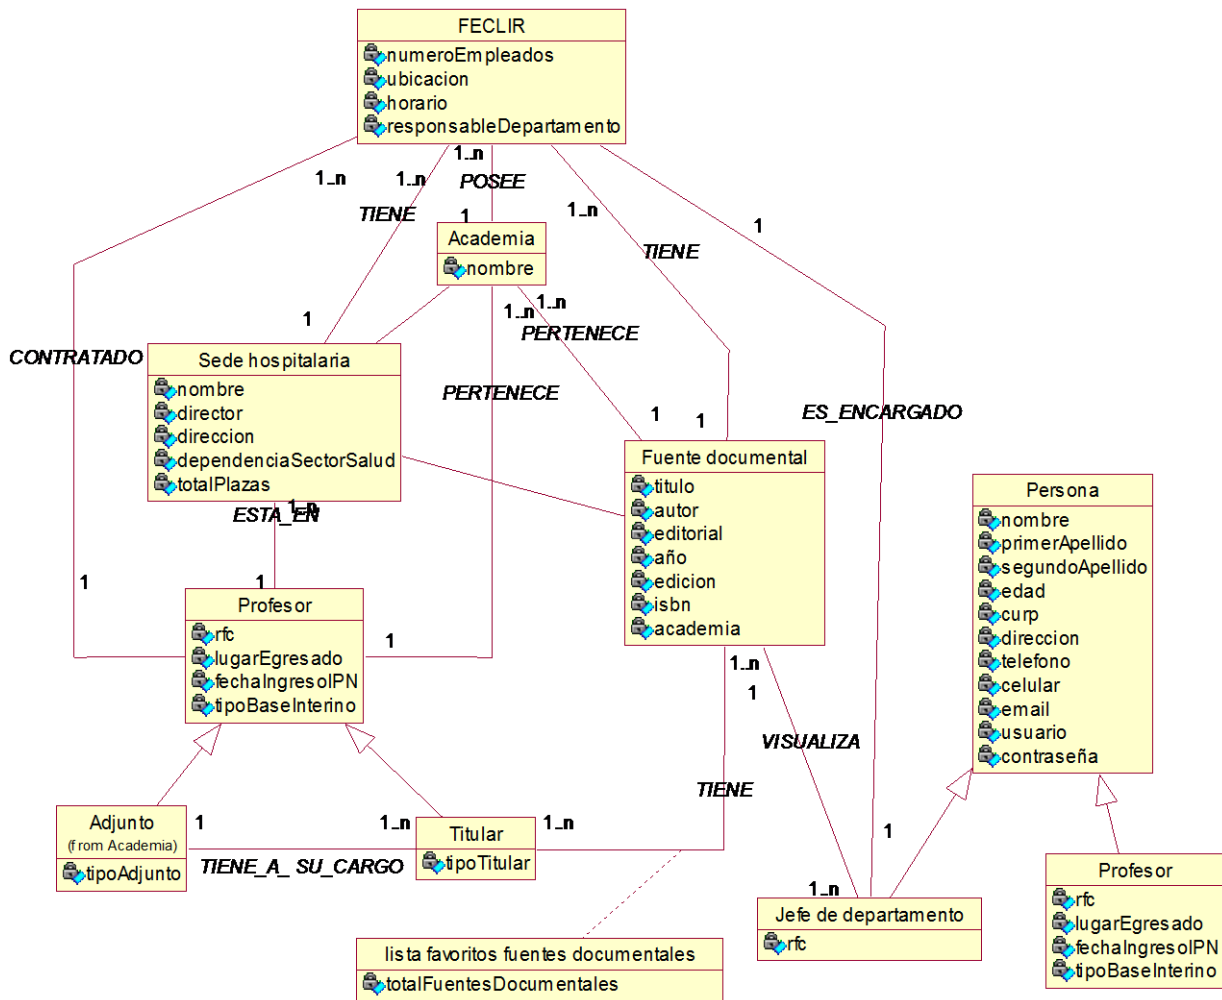 FECLIR
numeroEmpleados
ubicacion
horario
responsableDepartamento
1..n
1..n
1..n
POSEE
1..n
1
TIENE
TIENE
1
Academia
nombre
1..n
1..n
1
PERTENECE
CONTRATADO
Sede hospitalaria
nombre
director
direccion
dependenciaSectorSalud
totalPlazas
PERTENECE
1
1
ES_ENCARGADO
Fuente documental
titulo
autor
editorial
año
edicion
isbn
academia
Persona
nombre
primerApellido
segundoApellido
edad
curp
direccion
telefono
celular
email
usuario
contraseña
1..n
ESTA_EN
1
1
Profesor
rfc
lugarEgresado
fechaIngresoIPN
tipoBaseInterino
1
1..n
1
VISUALIZA
TIENE
Adjunto
(from Academia)
tipoAdjunto
1
1..n
TIENE_A_ SU_CARGO
Titular
tipoTitular
1..n
1
1..n
Jefe de departamento
rfc
Profesor
rfc
lugarEgresado
fechaIngresoIPN
tipoBaseInterino
lista favoritos fuentes documentales
totalFuentesDocumentales